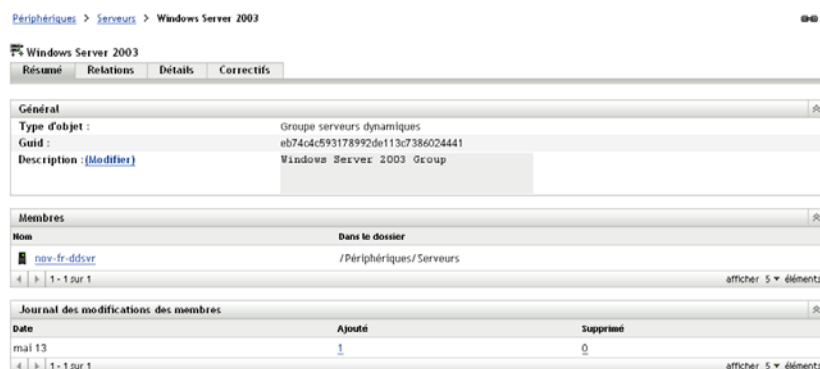 Périphériques > Serveurs > Windows Server 2003
Windows Server 2003
Résumé Relations Détails Correctifs
Général
Type d'objet : Groupe serveurs dynamiques
Guid : eb74c4c593178992de113c7386024441
Description :(Modifier) Windows Server 2003 Group
Membres
Nom Dans le dossier
nov-fr-ddsvr /Périphériques/Serveurs
1 - 1 sur 1 afficher 5 éléments
Journal des modifications des membres
Date Ajouté Supprimé
mai 13 1 0
1 - 1 sur 1 afficher 5 éléments